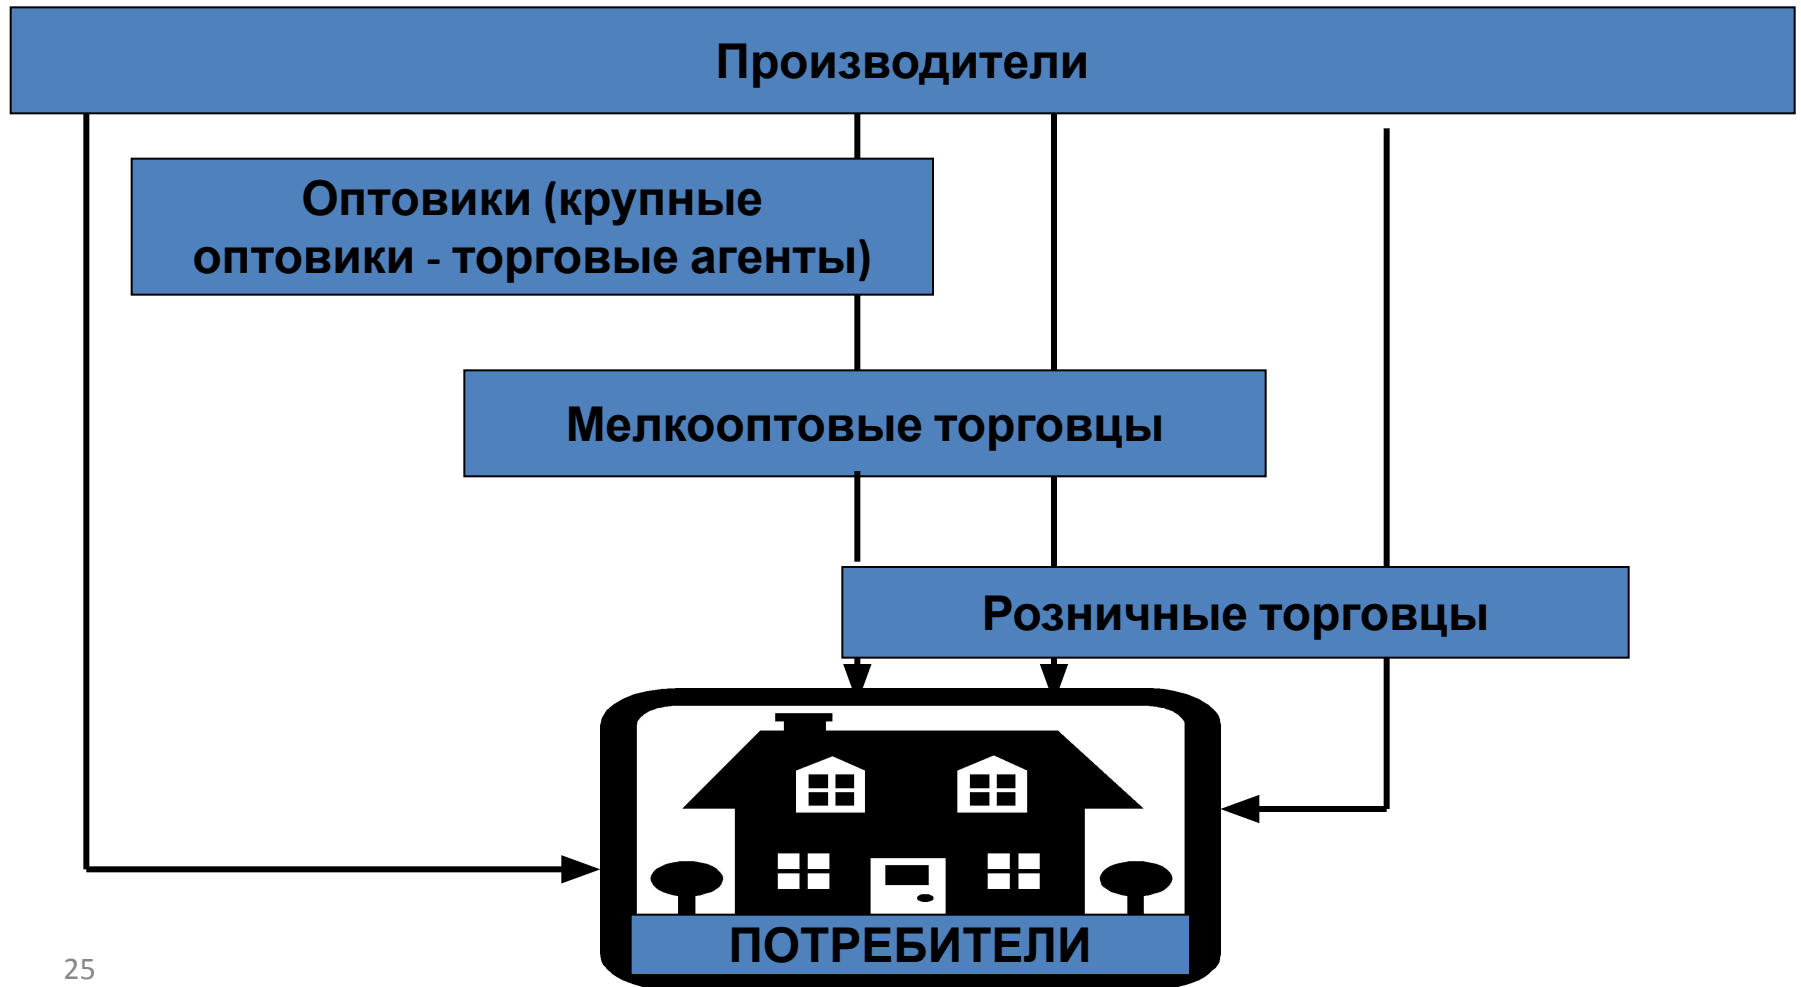 Производители
Оптовики (крупные
оптовики - торговые агенты)
Мелкооптовые торговцы
Розничные торговцы
ПОТРЕБИТЕЛИ
25